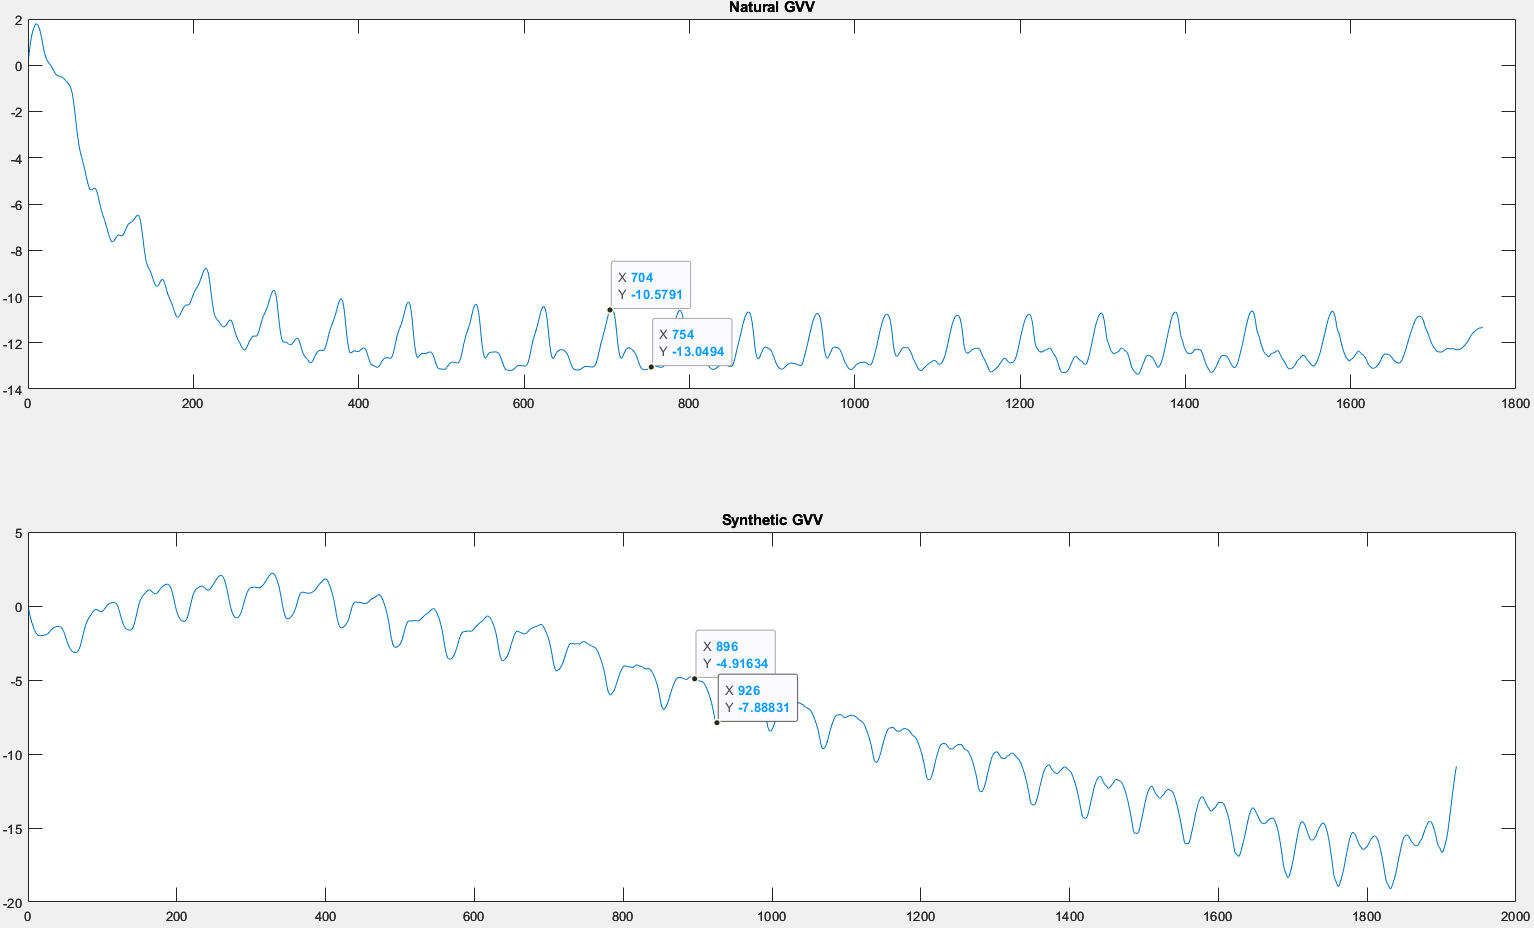 Natural GVV
2
0
-2
-4
-6
-8
-10
-12
-14
X 704
Y -10.5791
X 754
Y -13.0494
0 200 400 600 800 1000 1200 1400 1600 1800
Synthetic GVV
5
0
-5
-10
-15
-20
X 896
Y -4.91634
X 926
Y -7.88831
0 200 400 600 800 1000 1200 1400 1600 1800 2000